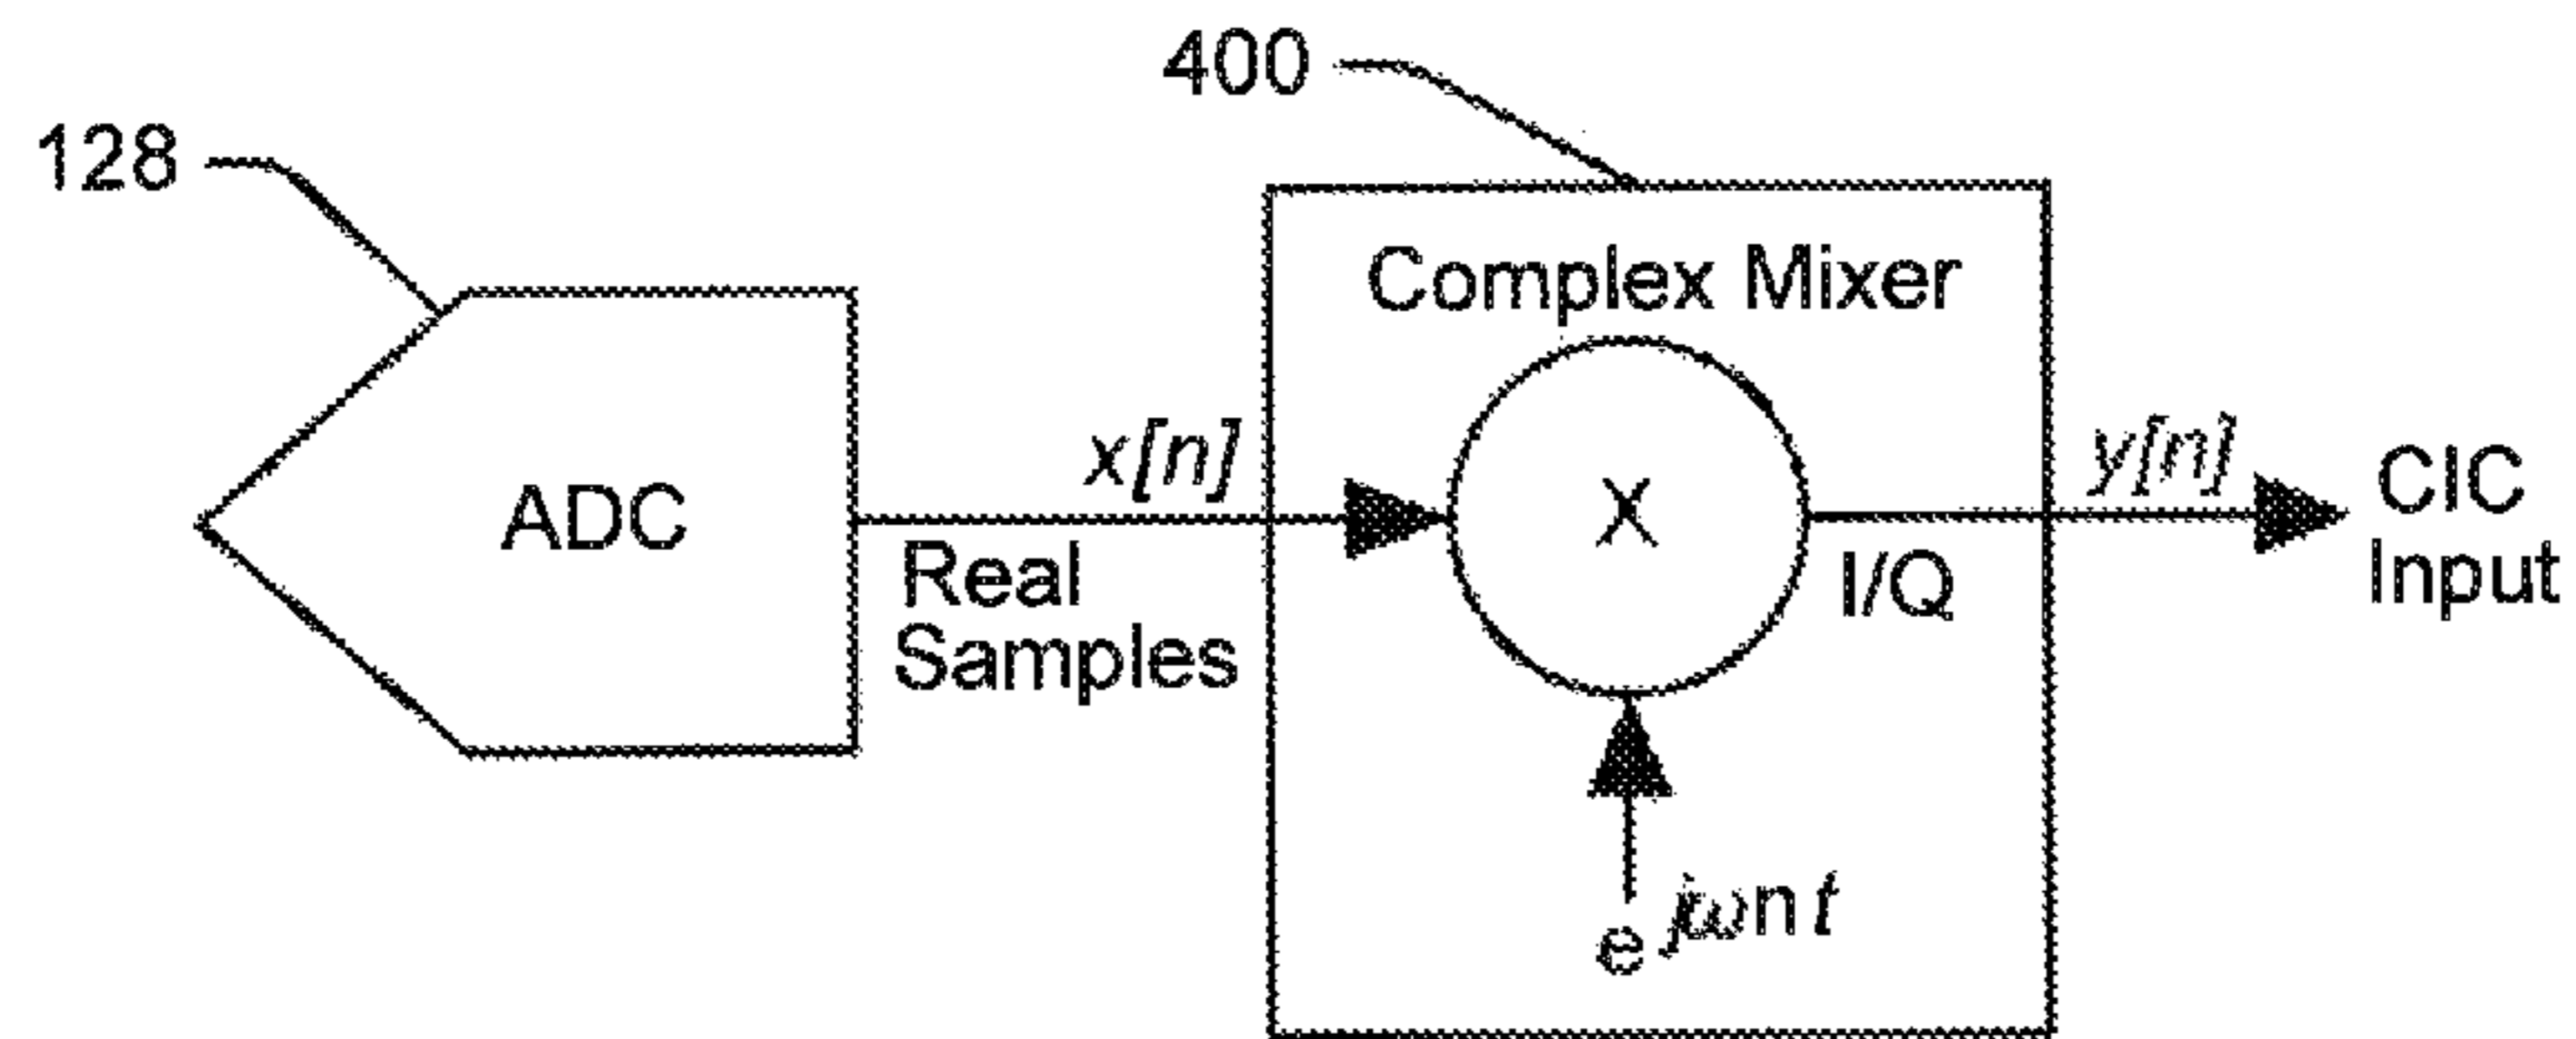 400
128
Complex Mixer
x[n]
y[n]
ADC
X
CIC
Input
Real
Samples
I/Q
e jωn t